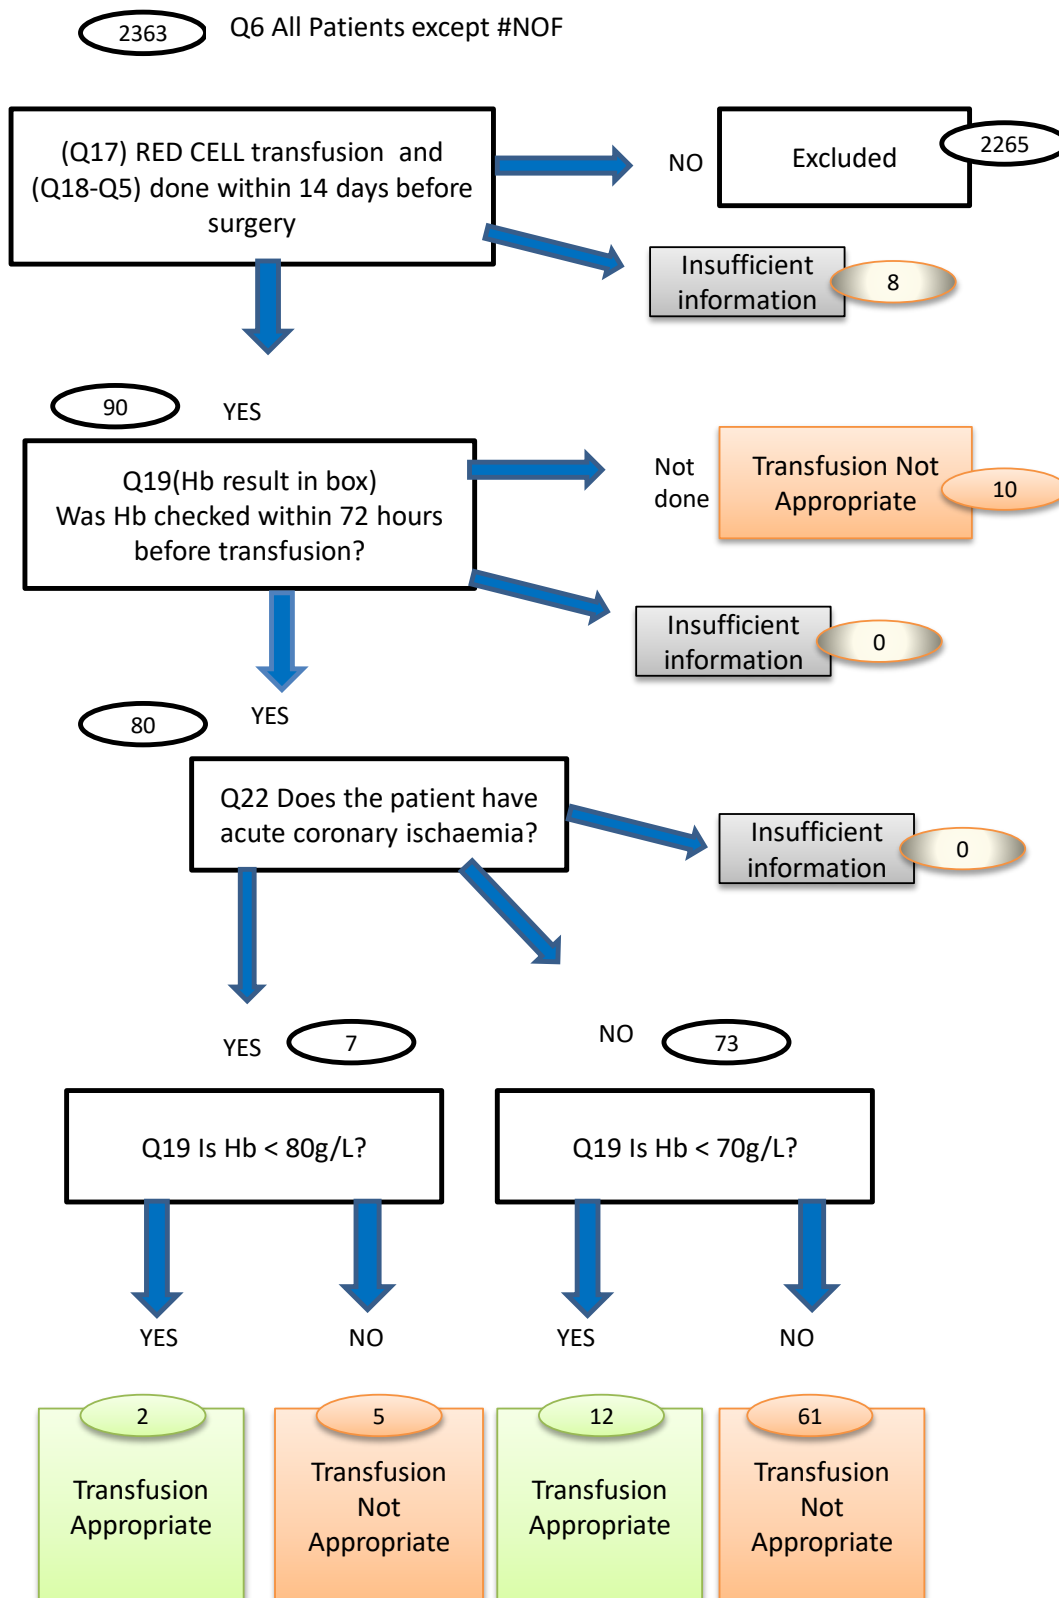 2363 Q6 All Patients except #NOF
(Q17) RED CELL transfusion and
(Q18-Q5) done within 14 days before
surgery
NO
Excluded
2265
Insufficient
information
8
90
YES
Q19(Hb result in box)
Was Hb checked within 72 hours
before transfusion?
Not
done
Transfusion Not
Appropriate
10
Insufficient
information
0
80
YES
Q22 Does the patient have
acute coronary ischaemia?
Insufficient
information
0
YES
7
NO
73
Q19 Is Hb < 80g/L?
Q19 Is Hb < 70g/L?
YES
NO
YES
NO
2
Transfusion
Appropriate
5
Transfusion
Not
Appropriate
12
Transfusion
Appropriate
61
Transfusion
Not
Appropriate